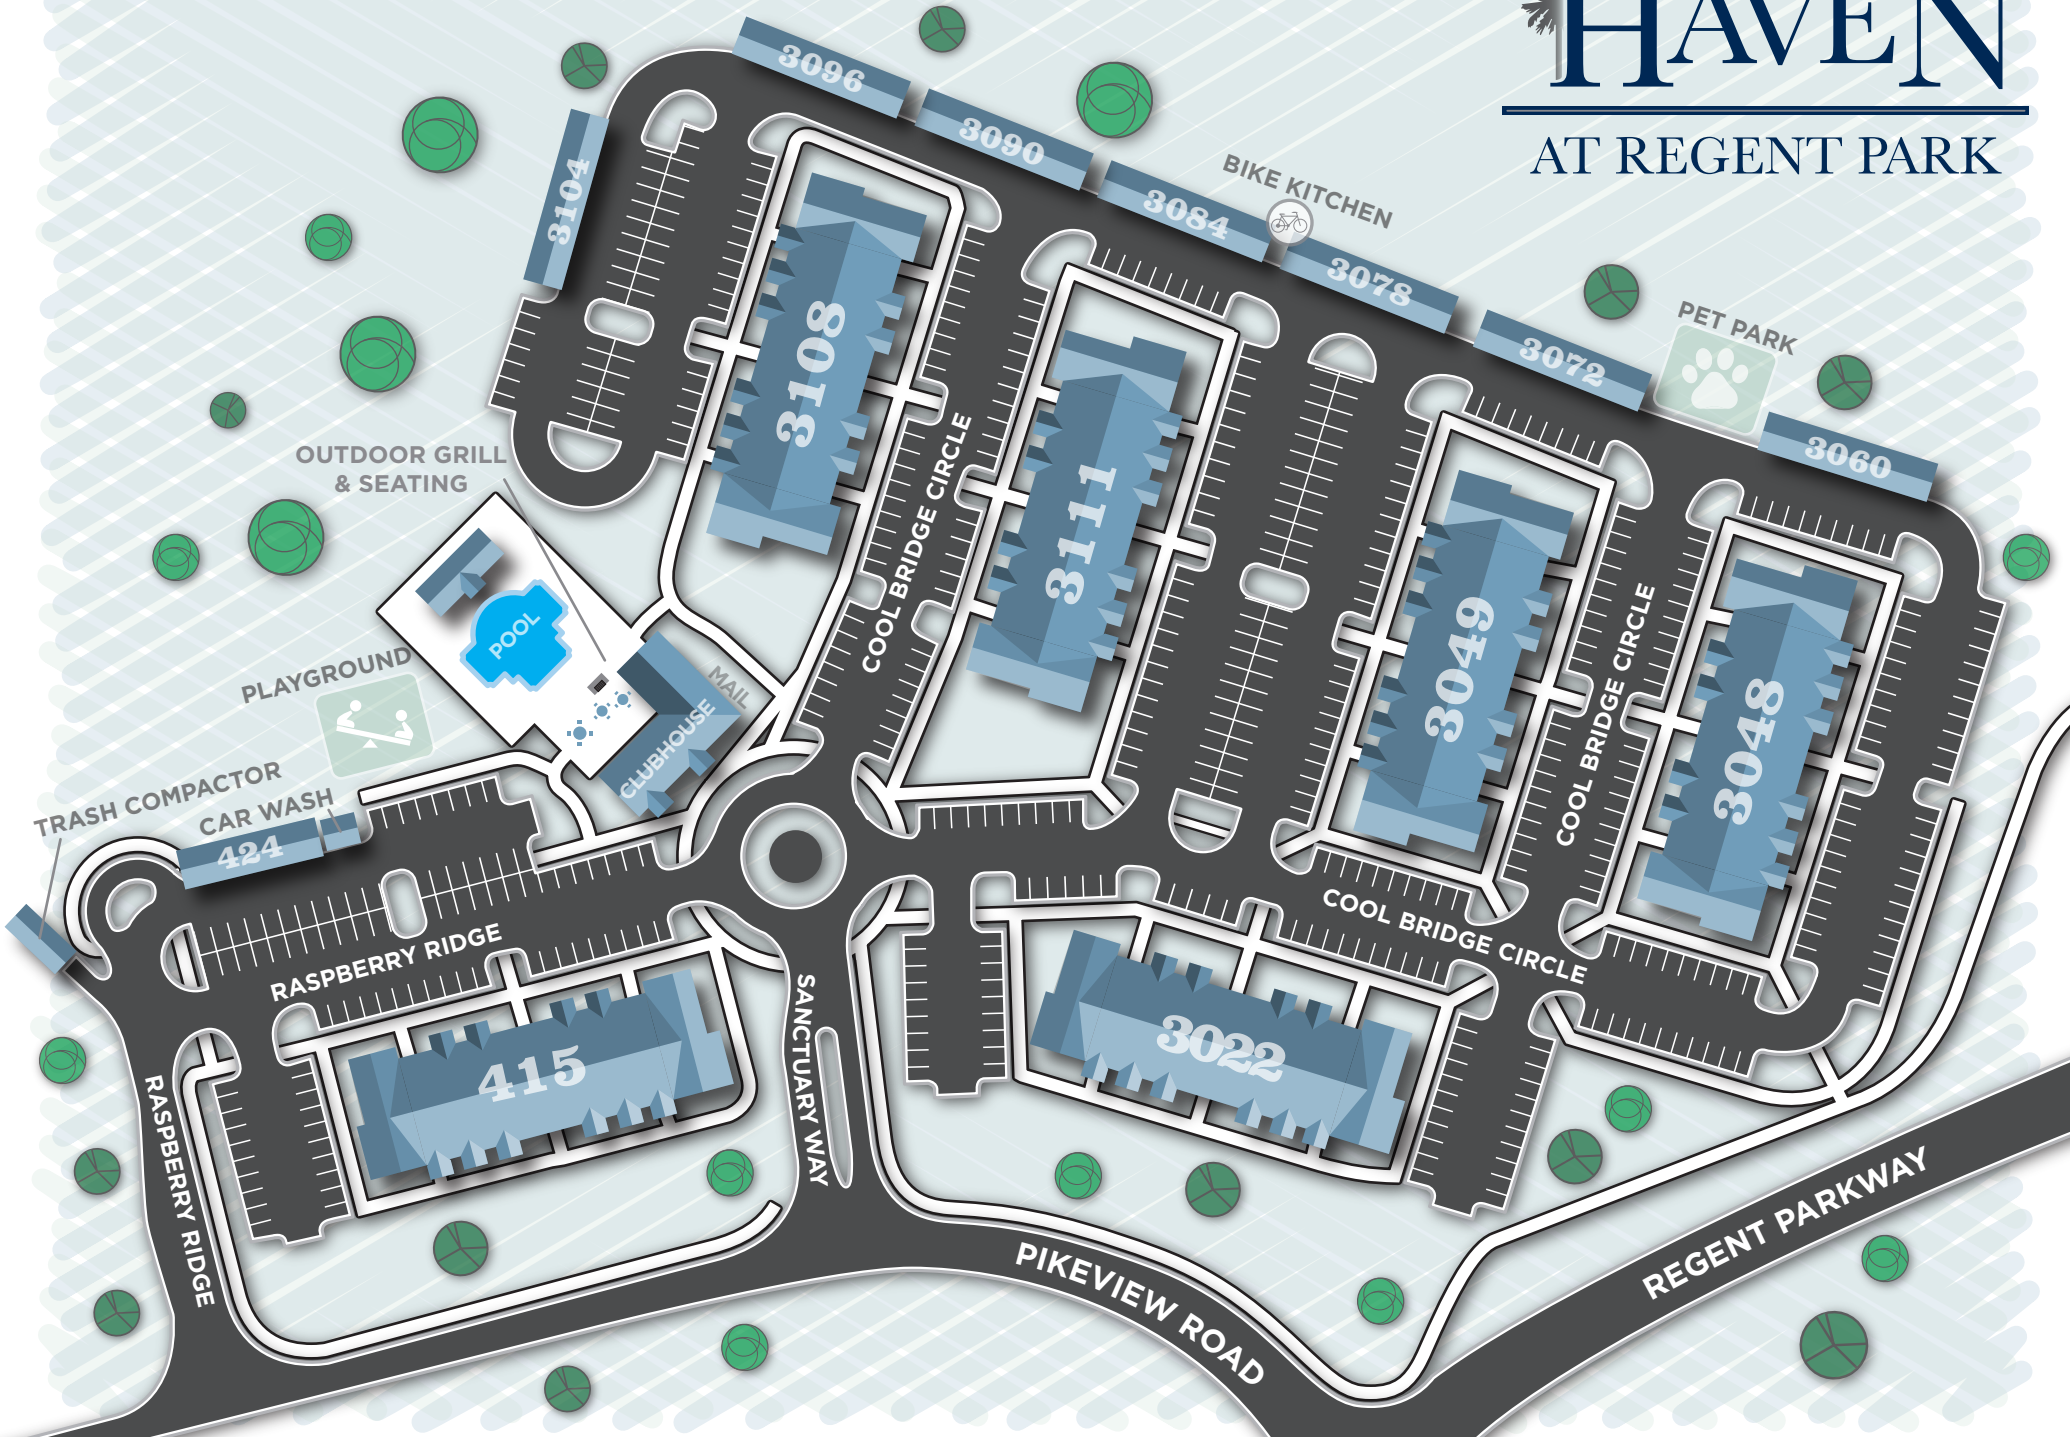 HAVEN
AT REGENT PARK
3096
3090
3104
3084
BIKE KITCHEN
3078
3072
PET PARK
3060
3108
3111
3049
3048
COOL BRIDGE CIRCLE
COOL BRIDGE CIRCLE
COOL BRIDGE CIRCLE
OUTDOOR GRILL
& SEATING
POOL
PLAYGROUND
MAIL
CLUBHOUSE
TRASH COMPACTOR
CAR WASH
424
RASPBERRY RIDGE
415
3022
SANCTUARY WAY
RASPBERRY RIDGE
PIKEVIEW ROAD
REGENT PARKWAY